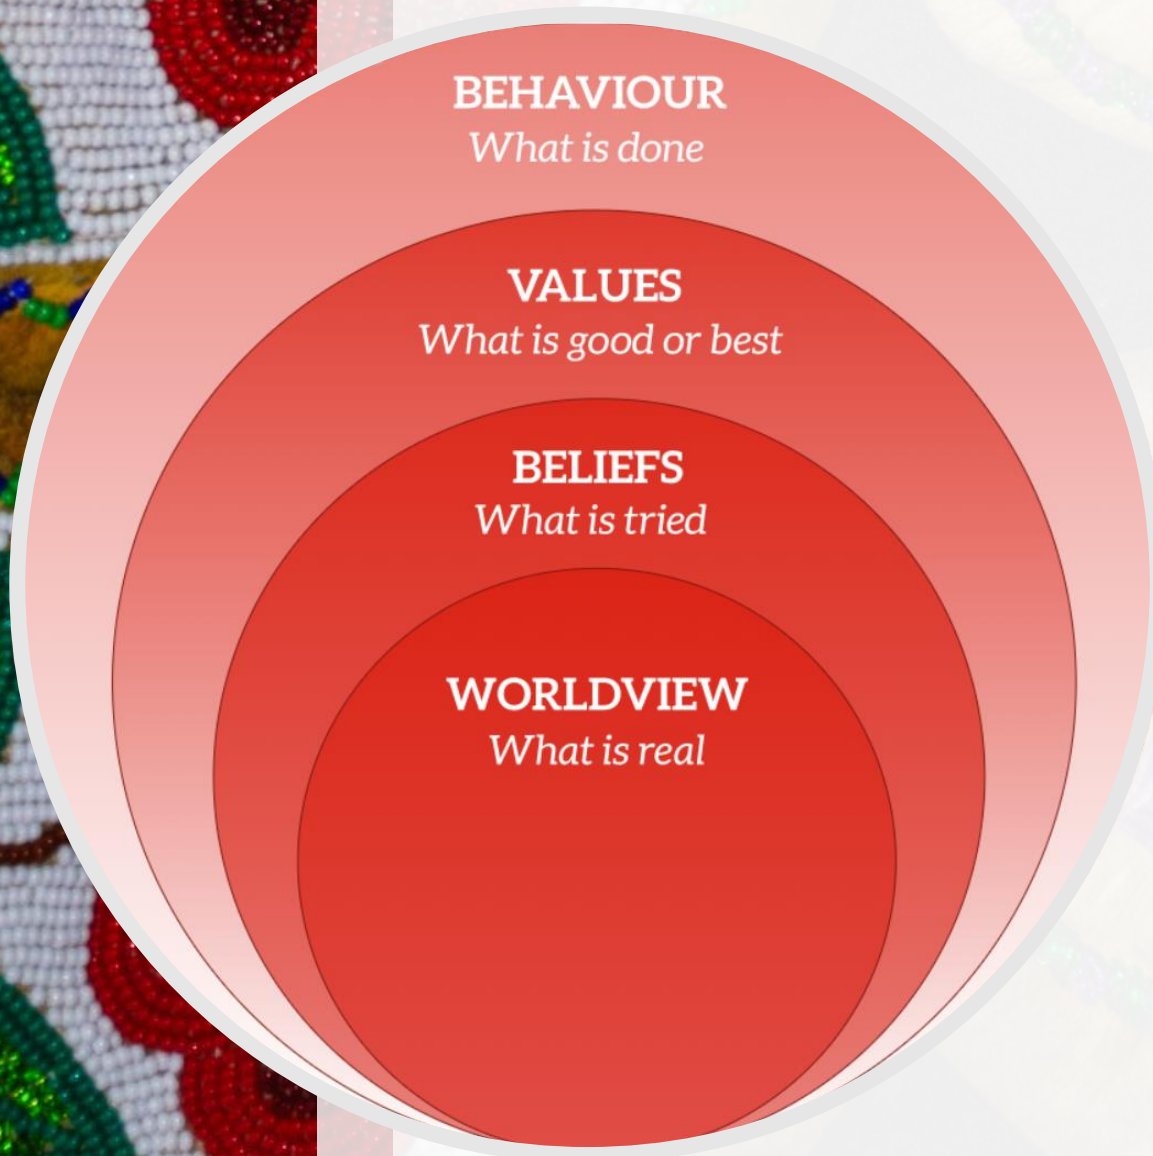 BEHAVIOUR
What is done
VALUES
What is good or best
BELIEFS
What is tried
WORLDVIEW
What is real